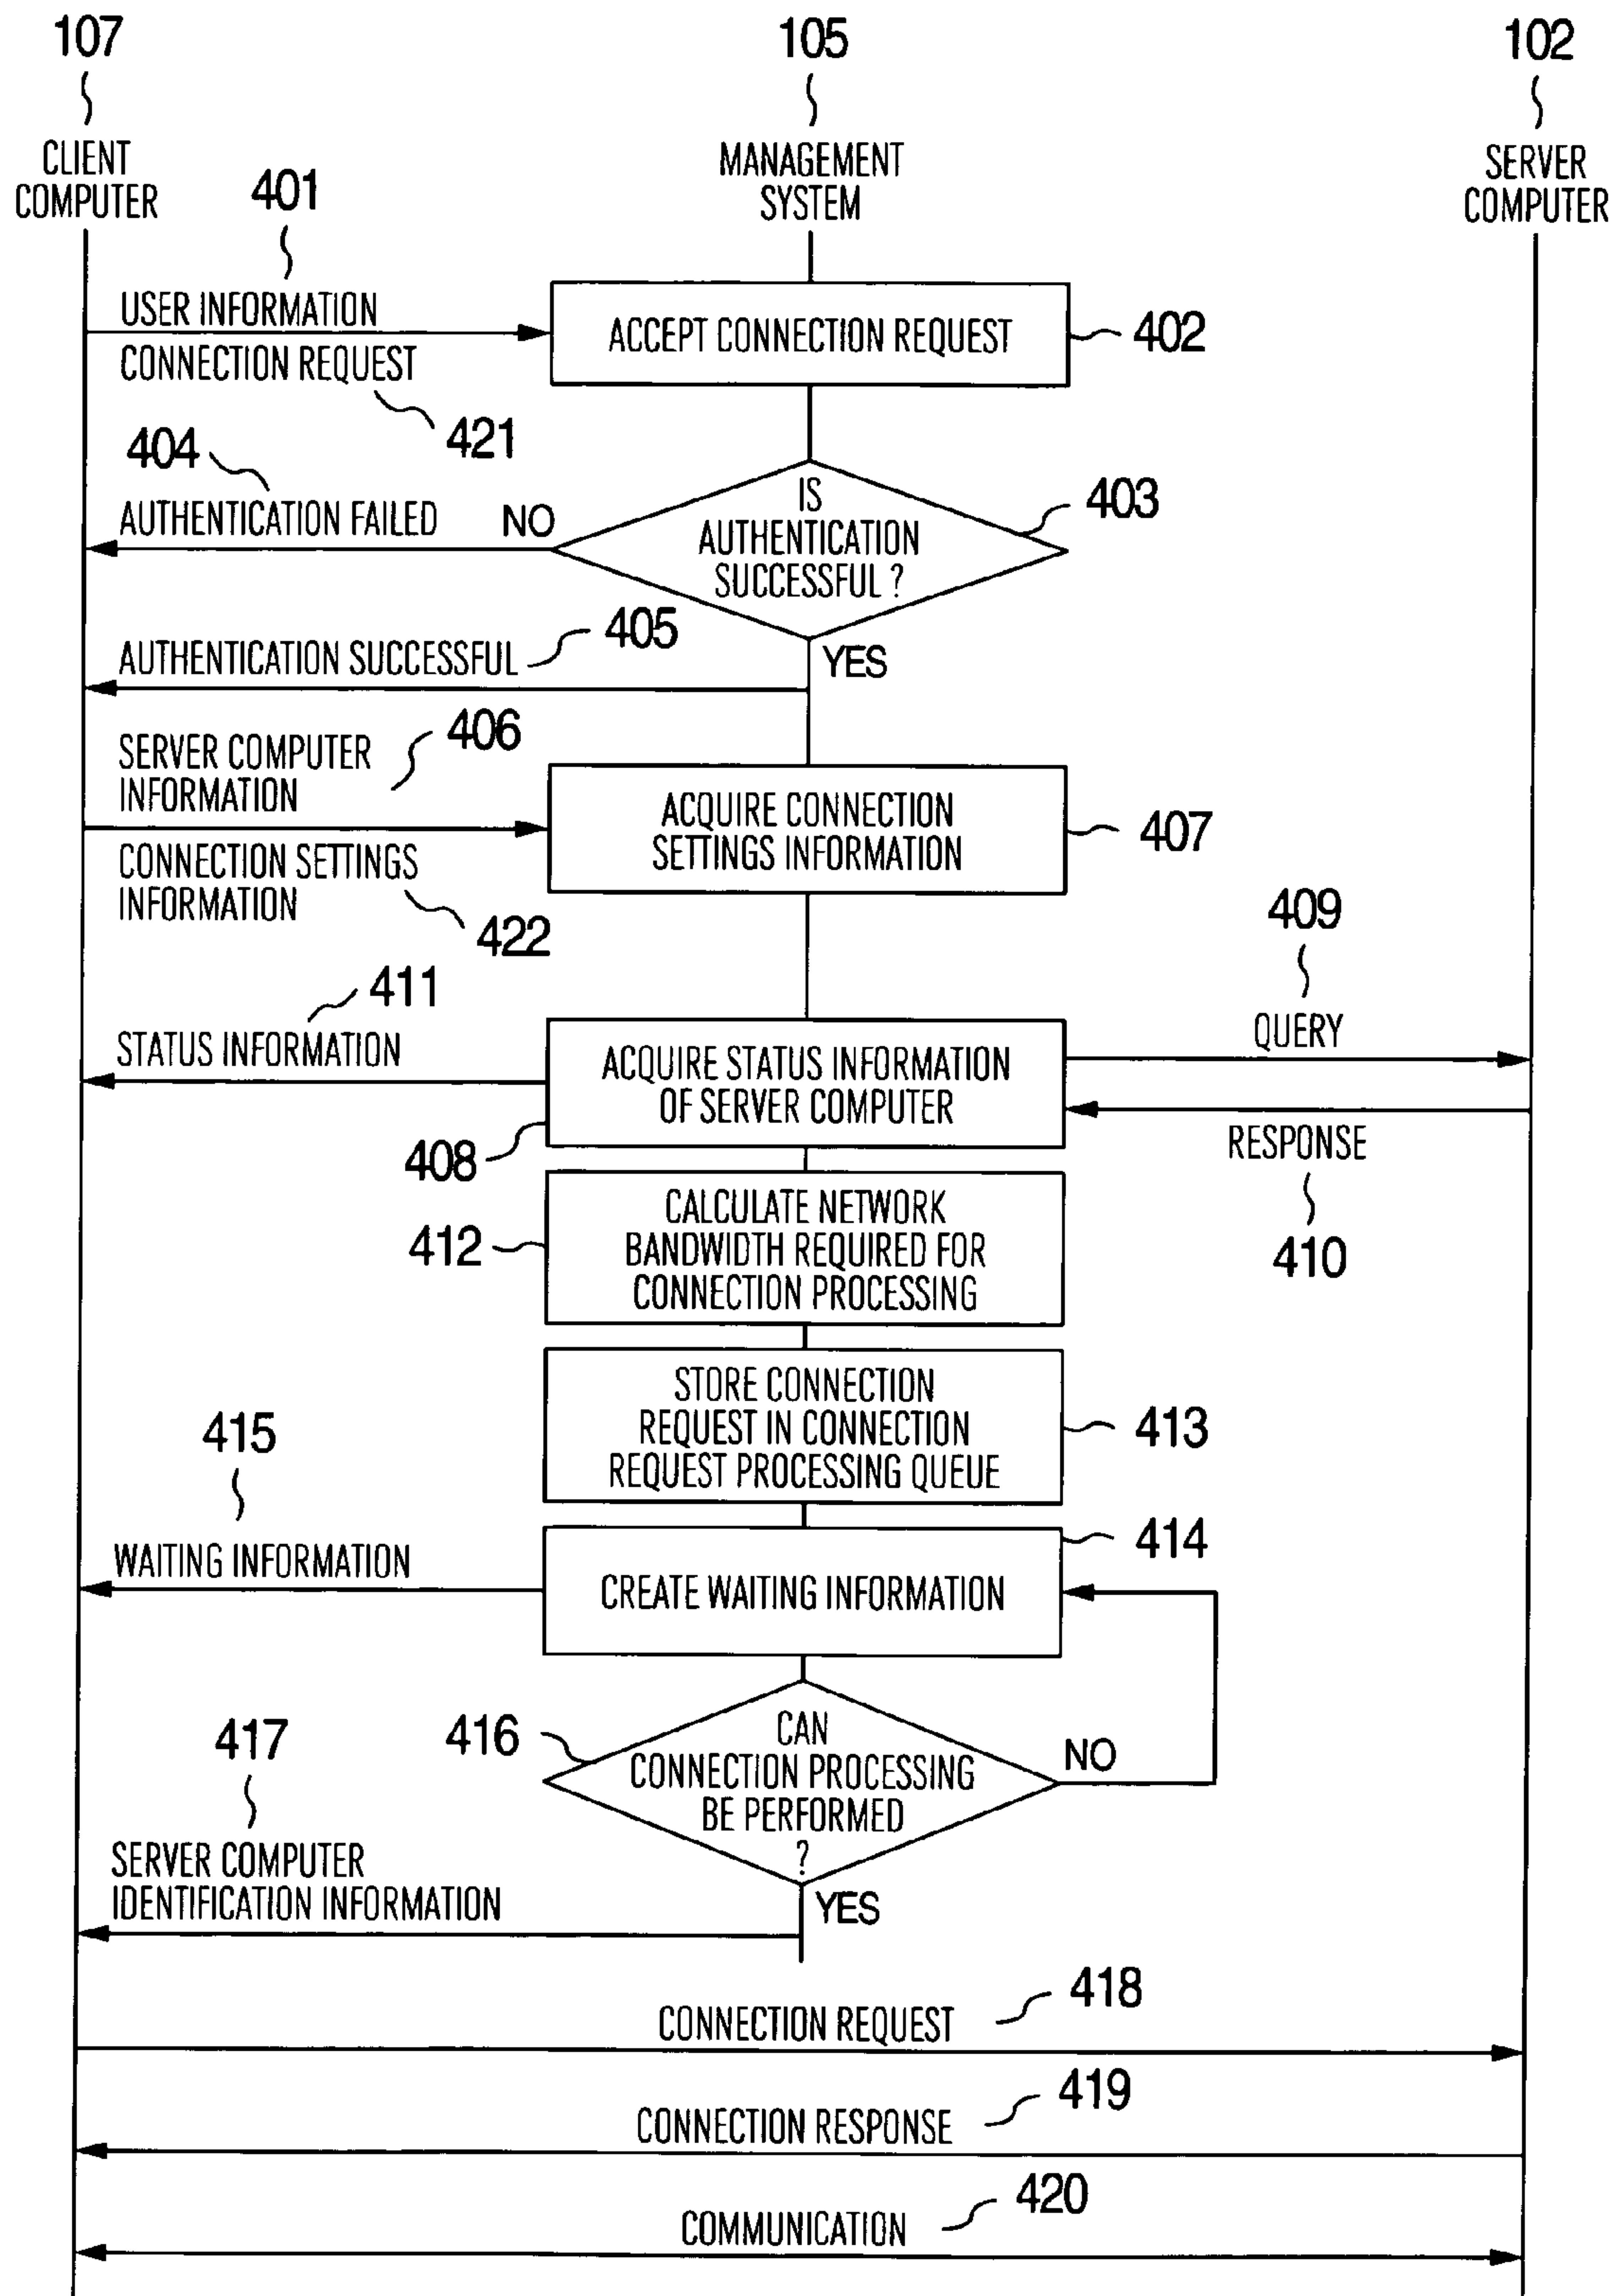 107
105
102
CLIENT
COMPUTER
MANAGEMENT
SYSTEM
SERVER
COMPUTER
401
USER INFORMATION
CONNECTION REQUEST
421
ACCEPT CONNECTION REQUEST
402
404
AUTHENTICATION FAILED
NO
IS
AUTHENTICATION
SUCCESSFUL ?
403
405
AUTHENTICATION SUCCESSFUL
YES
406
SERVER COMPUTER
INFORMATION
CONNECTION SETTINGS
INFORMATION
422
ACQUIRE CONNECTION
SETTINGS INFORMATION
407
409
QUERY
411
STATUS INFORMATION
ACQUIRE STATUS INFORMATION
OF SERVER COMPUTER
408
RESPONSE
410
412
CALCULATE NETWORK
BANDWIDTH REQUIRED FOR
CONNECTION PROCESSING
STORE CONNECTION
REQUEST IN CONNECTION
REQUEST PROCESSING QUEUE
413
415
WAITING INFORMATION
414
CREATE WAITING INFORMATION
416
CAN
CONNECTION PROCESSING
BE PERFORMED
?
NO
417
SERVER COMPUTER
IDENTIFICATION INFORMATION
YES
CONNECTION REQUEST
418
CONNECTION RESPONSE
419
COMMUNICATION
420